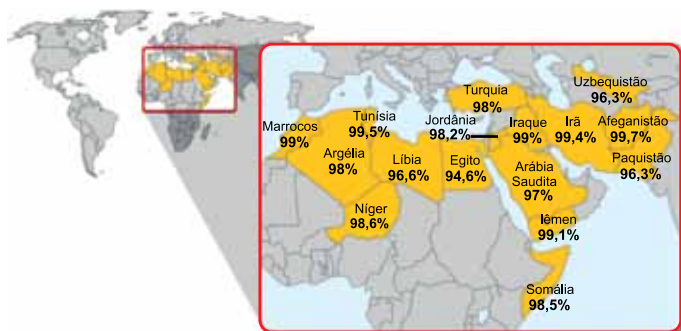 Turquia
98%
Uzbequistão
96,3%
Marrocos
99%
Tunísia
99,5%
Jordânia
98,2%
Iraque
99%
Irã
99,4%
Afeganistão
99,7%
Argélia
98%
Líbia
96,6%
Egito
94,6%
Arábia
Saudita
97%
Paquistão
96,3%
Níger
98,6%
Iêmen
99,1%
Somália
98,5%